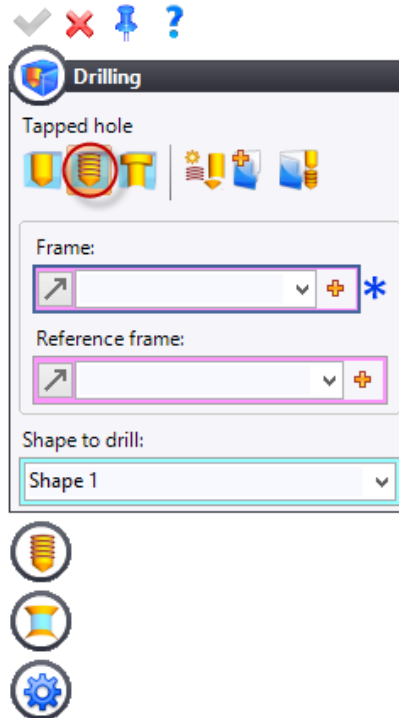 Drilling
Tapped hole
Frame:
Reference frame:
Shape to drill:
Shape 1